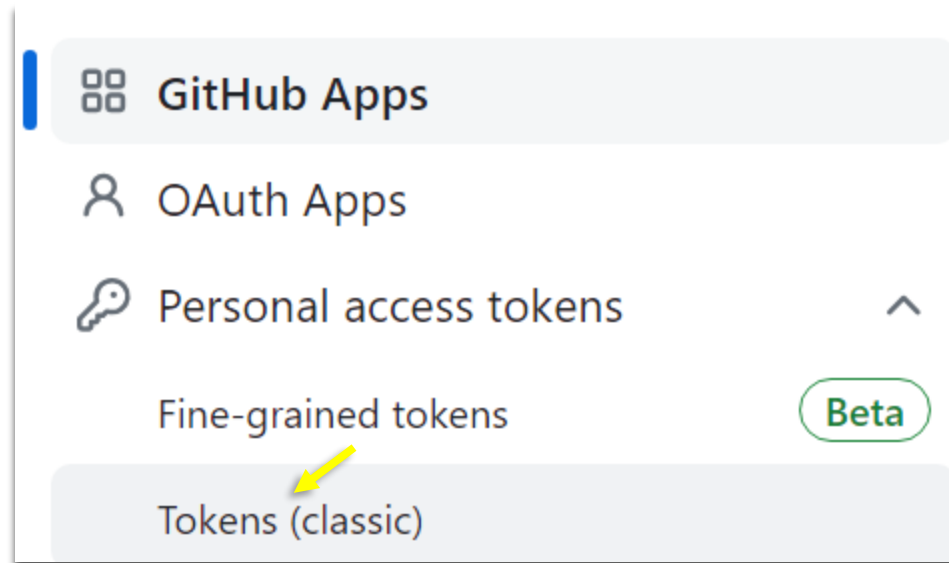 GitHub Apps
OAuth Apps
Personal access tokens
Fine-grained tokens Beta
Tokens (classic)